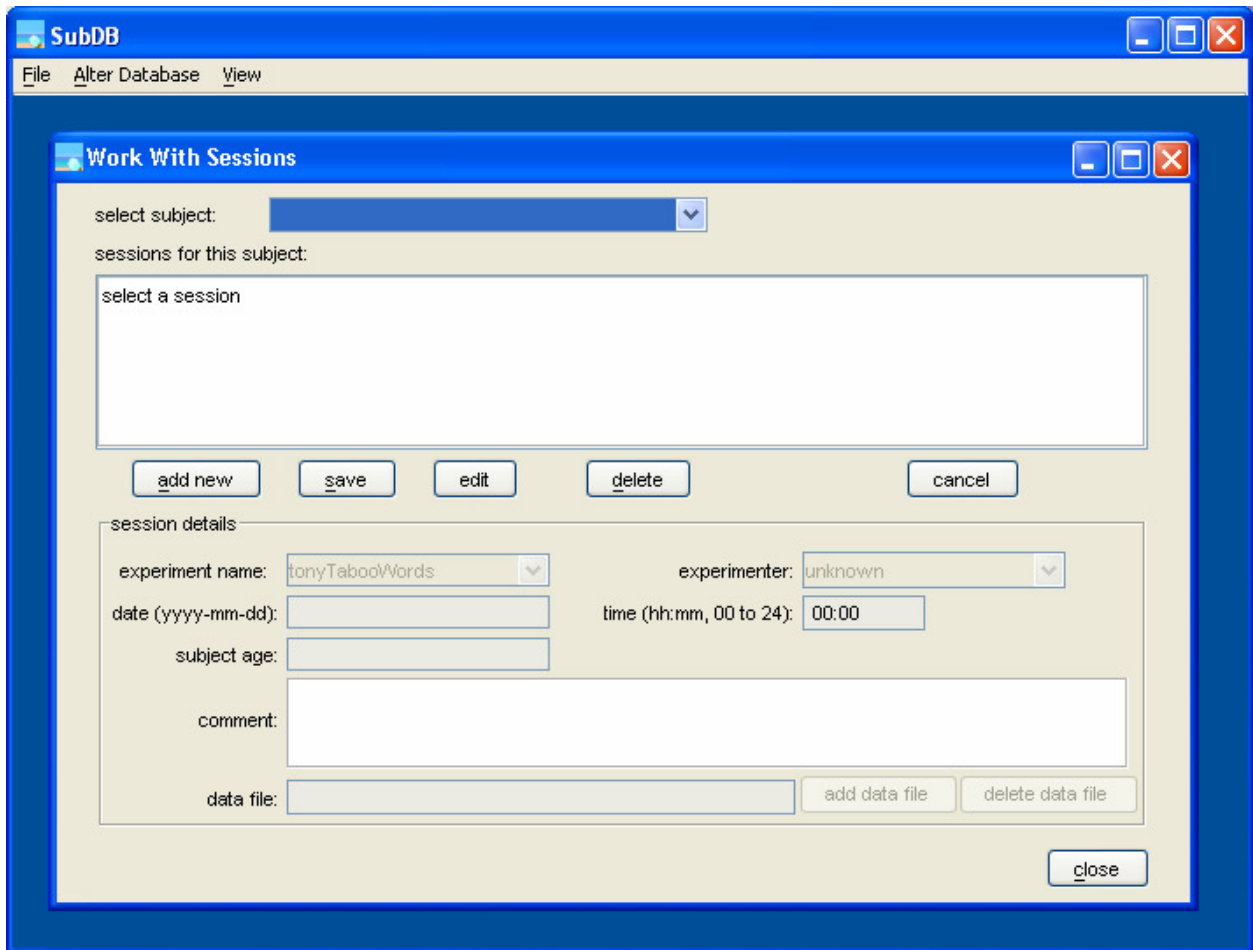 SubDB
File Alter Database View
Work With Sessions
select subject:
sessions for this subject:
select a session
add new save edit delete cancel
session details
experiment name: tonyTabooWords experimenter: unknown
date (yyyy-mm-dd): time (hh:mm, 00 to 24): 00:00
subject age:
comment:
data file: add data file delete data file
close